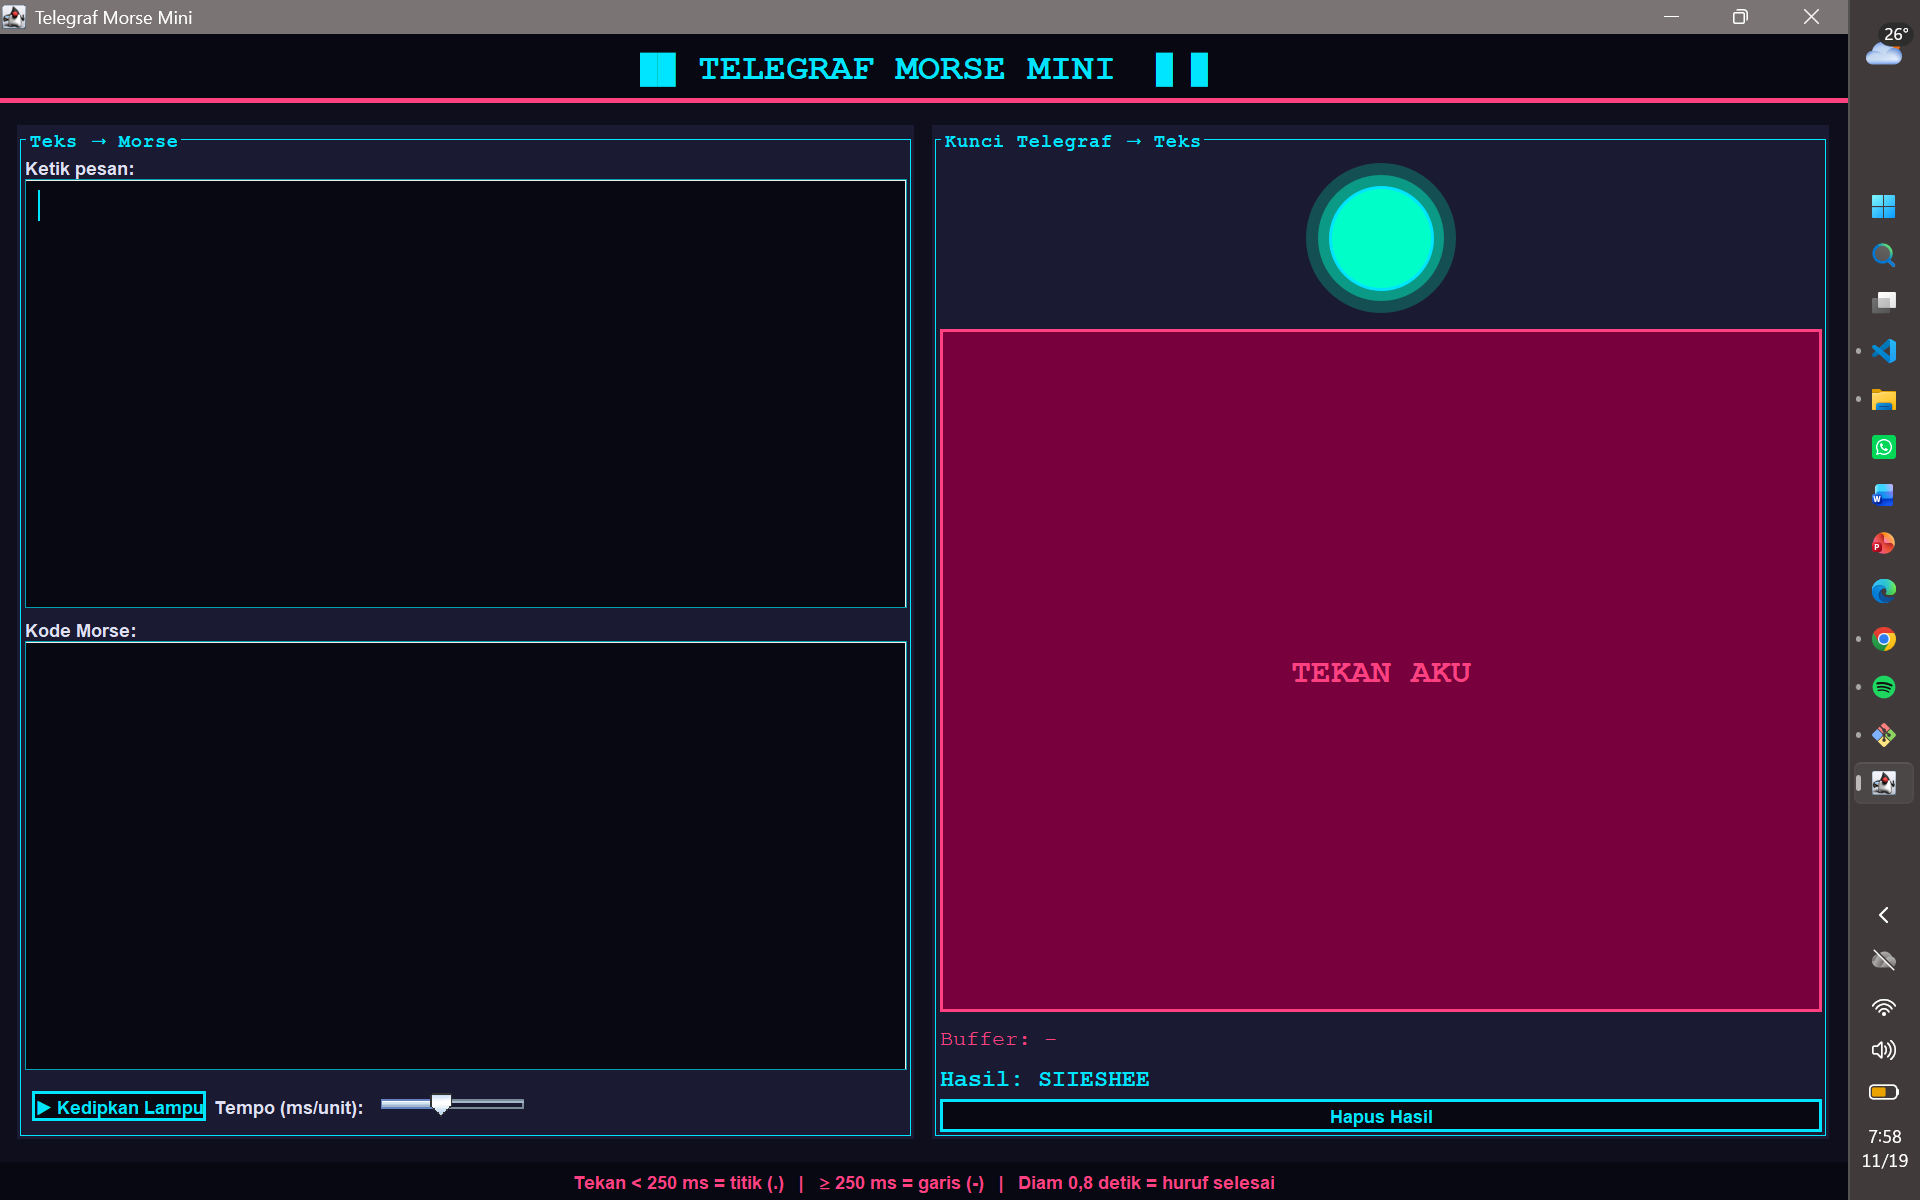 Telegraf Morse Mini
26°
TELEGRAF MORSE MINI
Teks → Morse
Ketik pesan:
Kode Morse:
▶ Kedipkan Lampu
Tempo (ms/unit):
Kunci Telegraf → Teks
TEKAN AKU
Buffer: -
Hasil: SIIESHEE
Hapus Hasil
Tekan < 250 ms = titik (.) | ≥ 250 ms = garis (-) | Diam 0,8 detik = huruf selesai
7:58
11/19